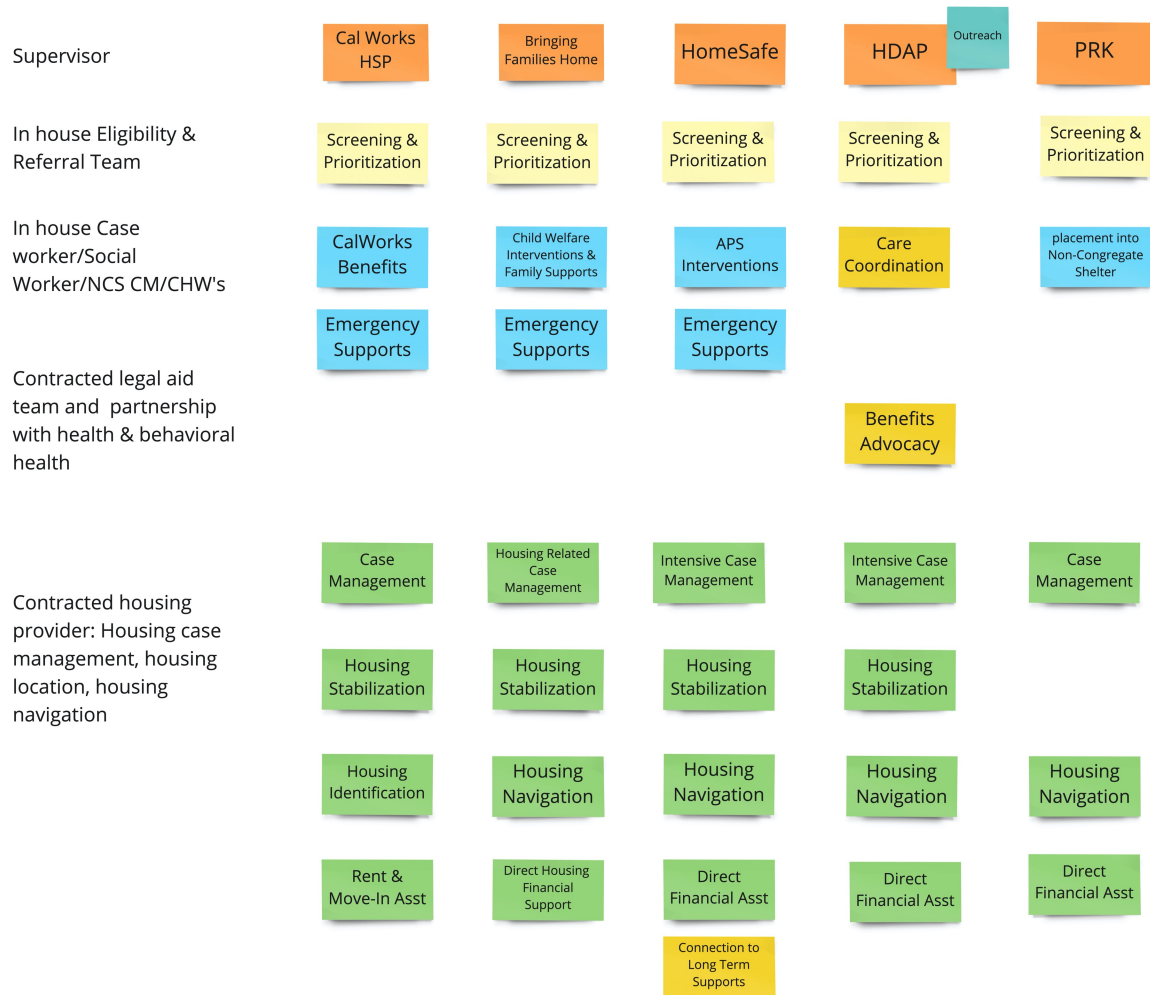 Supervisor
Cal Works
HSP
Bringing
Families Home
HomeSafe
HDAP
Outreach
PRK
In house Eligibility &
Referral Team
Screening &
Prioritization
Screening &
Prioritization
Screening &
Prioritization
Screening &
Prioritization
Screening &
Prioritization
In house Case
worker/Social
Worker/NCS CM/CHW's
CalWorks
Benefits
Child Welfare
Interventions &
Family Supports
APS
Interventions
Care
Coordination
placement into
Non-Congregate
Shelter
Emergency
Supports
Emergency
Supports
Emergency
Supports
Contracted legal aid
team and partnership
with health & behavioral
health
Benefits
Advocacy
Contracted housing
provider: Housing case
management, housing
location, housing
navigation
Case
Management
Housing Related
Case
Management
Intensive Case
Management
Intensive Case
Management
Case
Management
Housing
Stabilization
Housing
Stabilization
Housing
Stabilization
Housing
Stabilization
Housing
Identification
Housing
Navigation
Housing
Navigation
Housing
Navigation
Housing
Navigation
Rent &
Move-In Asst
Direct Housing
Financial
Support
Direct
Financial Asst
Direct
Financial Asst
Direct
Financial Asst
Connection to
Long Term
Supports